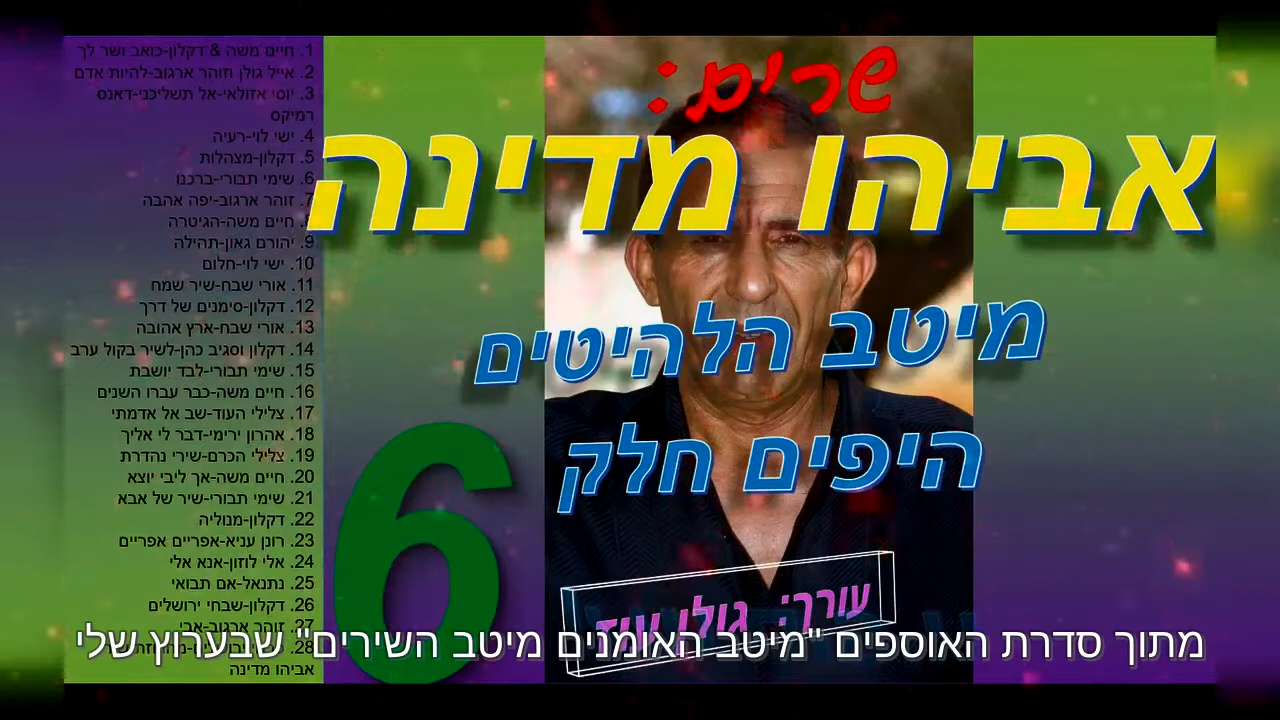 שרים:
אביהו מדינה
מיטב הלהיטים
היפים חלק
6
עורך: גולן עוז
1. חיים משה & דקלון-כואב ושר לך
2. אייל גולן וזוהר ארגוב-להיות אדם
3. יוסי אזולאי-אל תשליכני-דאנס
רמיקס
4. ישי לוי-רעיה
5. דקלון-מצהלות
6. שימי תבורי-ברכנו
7. זוהר ארגוב-יפה אהבה
8. חיים משה-הגיטרה
9. יהורם גאון-תהילה
10. ישי לוי-חלום
11. אורי שבח-שיר שמח
12. דקלון-סימנים של דרך
13. אורי שבח-ארץ אהובה
14. דקלון וסגיב כהן-לשיר בקול ערב
15. שימי תבורי-לבד יושבת
16. חיים משה-כבר עברו השנים
17. צלילי העוד-שב אל אדמתי
18. אהרון ירימי-דבר לי אליך
19. צלילי הכרם-שירי נהדרת
20. חיים משה-אך ליבי יוצא
21. שימי תבורי-שיר של אבא
22. דקלון-מנוליה
23. רונן עניא-אפריים אפריים
24. אלי לוזון-אנא אלי
25. נתנאל-אם תבואי
26. דקלון-שבחי ירושלים
27. זוהר ארגוב-אבי
28.
אביהו מדינה
מתוך סדרת האוספים "מיטב האומנים מיטב השירים" שבערוץ שלי